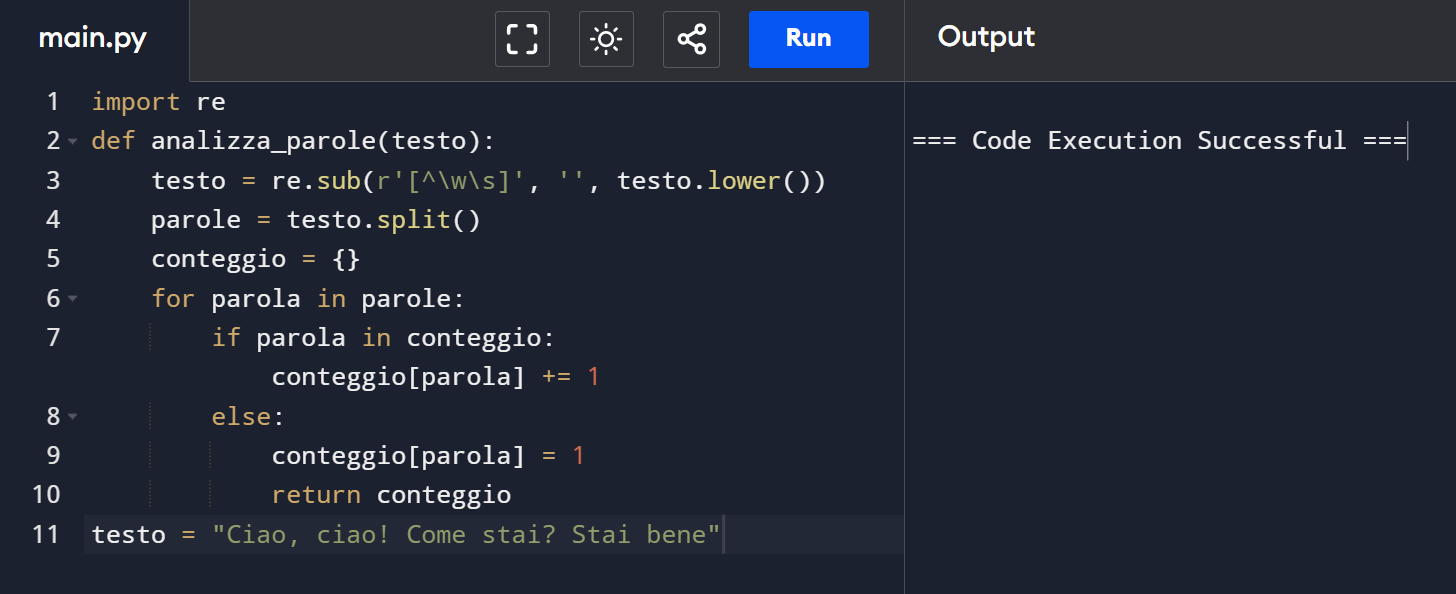 main.py
Run
Output
1 import re
2 def analizza_parole(testo):
3     testo = re.sub(r'[^\w\s]', '', testo.lower())
4     parole = testo.split()
5     conteggio = {}
6     for parola in parole:
7         if parola in conteggio:
            conteggio[parola] += 1
8         else:
9             conteggio[parola] = 1
10             return conteggio
11 testo = "Ciao, ciao! Come stai? Stai bene"
=== Code Execution Successful ===